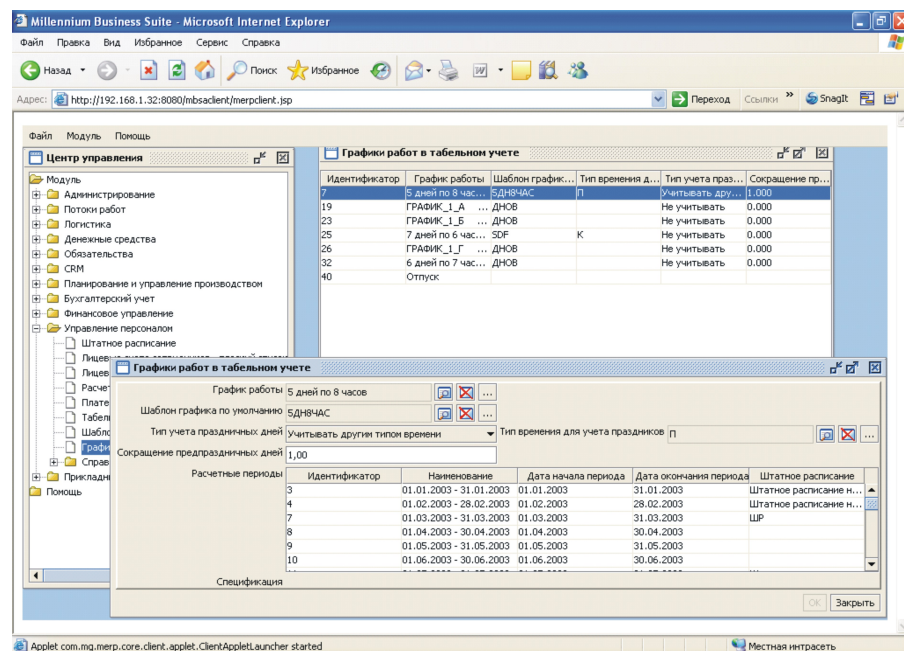 Millennium Business Suite - Microsoft Internet Explorer
Файл Правка Вид Избранное Сервис Справка
Назад Поиск Избранное
Адрес: http://192.168.1.32:8080/mbsaclient/merpclient.jsp Переход Ссылки » SnagIt
Файл Модуль Помощь
Центр управления
Модуль
Администрирование
Потоки работ
Логистика
Денежные средства
Обязательства
CRM
Планирование и управление производством
Бухгалтерский учет
Финансовое управление
Управление персоналом
Штатное расписание
Лицев
Расчет
Плате
Табел
Шабло
Графи
Справ
Прикладн
Помощь
Графики работ в табельном учете
Идентификатор График работы Шаблон график... Тип времения д... Тип учета праз... Сокращение пр...
7 5 дней по 8 час... 5ДН8ЧАС П Учитывать дру... 1.000
19 ГРАФИК_1_А ... ДНОВ Не учитывать 0.000
23 ГРАФИК_1_Б ... ДНОВ Не учитывать 0.000
25 7 дней по 6 час... SDF К Не учитывать 0.000
26 ГРАФИК_1_Г ... ДНОВ Не учитывать 0.000
32 6 дней по 7 час... ДНОВ Не учитывать 0.000
40 Отпуск
Графики работ в табельном учете
График работы 5 дней по 8 часов ...
Шаблон графика по умолчанию 5ДН8ЧАС ...
Тип учета праздничных дней Учитывать другим типом времени Тип времения для учета праздников П ...
Сокращение предпраздничных дней 1,00
Расчетные периоды
Идентификатор Наименование Дата начала периода Дата окончания периода Штатное расписание
3 01.01.2003 - 31.01.2003 01.01.2003 31.01.2003 Штатное расписание н...
4 01.02.2003 - 28.02.2003 01.02.2003 28.02.2003 Штатное расписание н...
7 01.03.2003 - 31.03.2003 01.03.2003 31.03.2003 ШР
8 01.04.2003 - 30.04.2003 01.04.2003 30.04.2003
9 01.05.2003 - 31.05.2003 01.05.2003 31.05.2003
10 01.06.2003 - 30.06.2003 01.06.2003 30.06.2003
Спецификация
OK Закрыть
Applet com.mg.merp.core.client.applet.ClientAppletLauncher started Местная интрасеть